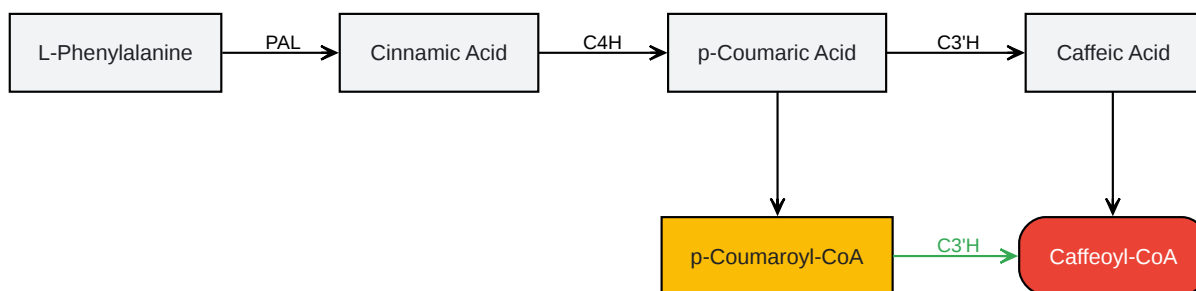 L-Phenylalanine
PAL
Cinnamic Acid
C4H
p-Coumaric Acid
C3'H
Caffeic Acid
p-Coumaroyl-CoA
C3'H
Caffeoyl-CoA